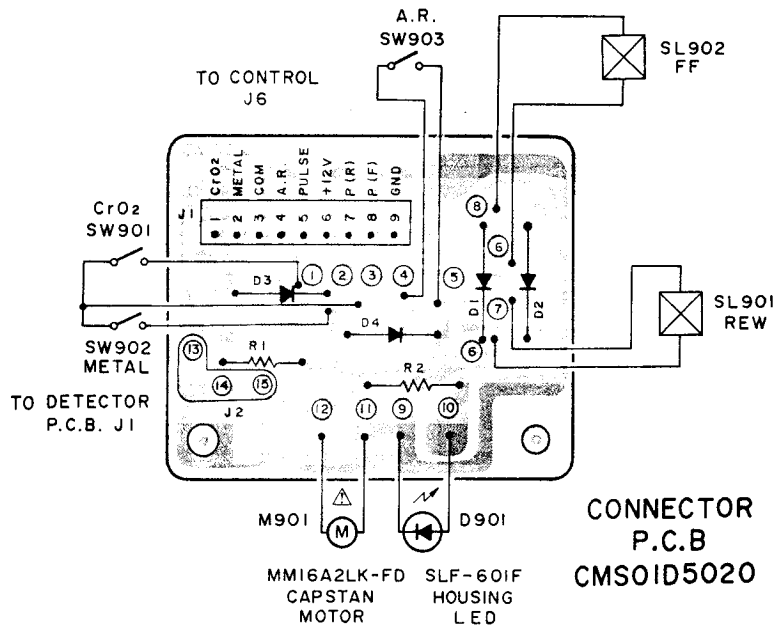 A.R.
SW903
SL902
FF
TO CONTROL
J6
J1
CrO2
METAL
COM
A.R.
PULSE
+12V
P(R)
P(F)
GND
1 2 3 4 5 6 7 8 9
CrO2
SW901
8
6
D3
1 2 3 4 5
D1
7
D2
SL901
REW
D4
SW902
METAL
13
R1
6
R2
14 15
TO DETECTOR
P.C.B. J1
J2
12 11 9 10
M901
M
D901
CONNECTOR
P.C.B
CMS01D5020
MM16A2LK-FD
CAPSTAN
MOTOR
SLF-601F
HOUSING
LED